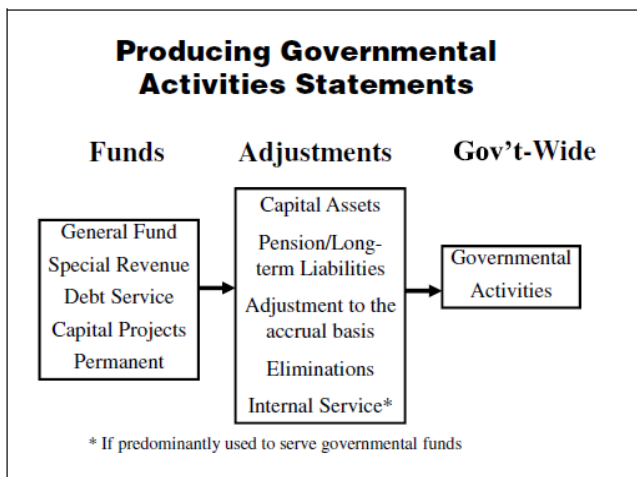 Producing Governmental
Activities Statements
Funds
Adjustments
Gov't-Wide
General Fund
Special Revenue
Debt Service
Capital Projects
Permanent
Capital Assets
Pension/Long-
term Liabilities
Adjustment to the
accrual basis
Eliminations
Internal Service*
Governmental
Activities
* If predominantly used to serve governmental funds